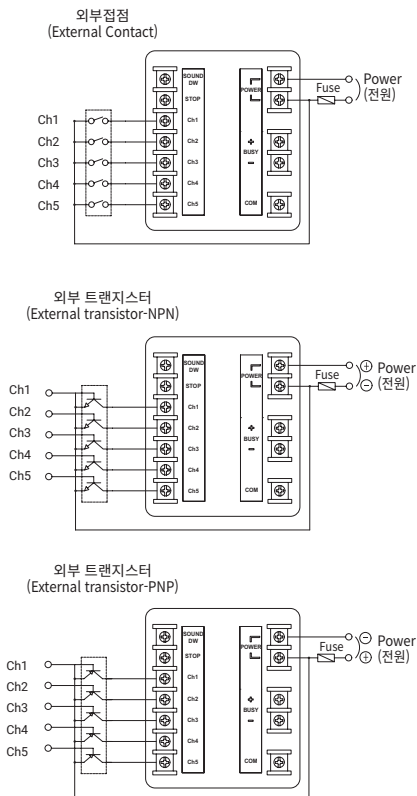 외부접점
(External Contact)
SOUND
DW
STOP
Ch1
Ch2
Ch3
Ch4
Ch5
POWER
+
BUSY
-
COM
Fuse
Power
(전원)
Ch1
Ch2
Ch3
Ch4
Ch5
외부 트랜지스터
(External transistor-NPN)
SOUND
DW
STOP
Ch1
Ch2
Ch3
Ch4
Ch5
POWER
+
BUSY
-
COM
Fuse
+ Power
- (전원)
Ch1
Ch2
Ch3
Ch4
Ch5
외부 트랜지스터
(External transistor-PNP)
SOUND
DW
STOP
Ch1
Ch2
Ch3
Ch4
Ch5
POWER
+
BUSY
-
COM
Fuse
- Power
+ (전원)
Ch1
Ch2
Ch3
Ch4
Ch5